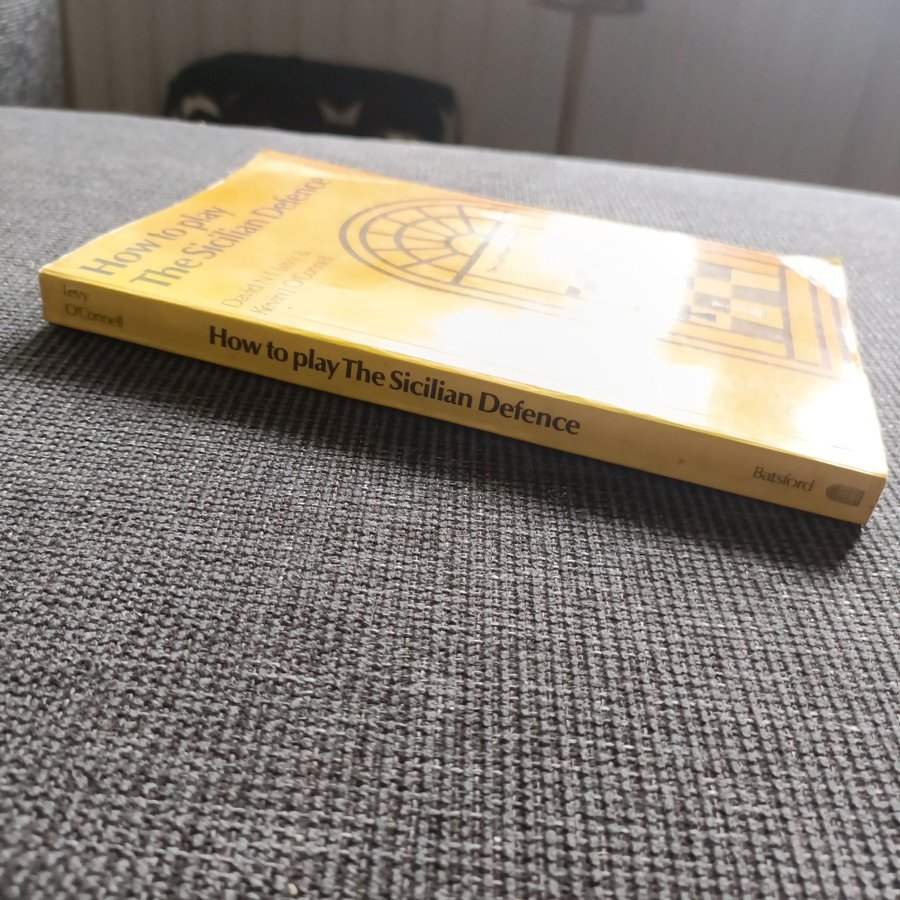 How to play
The Sicilian Defence
David N L Levy &
Kevin J O'Connell
Levy
O'Connell
How to play The Sicilian Defence
Batsford